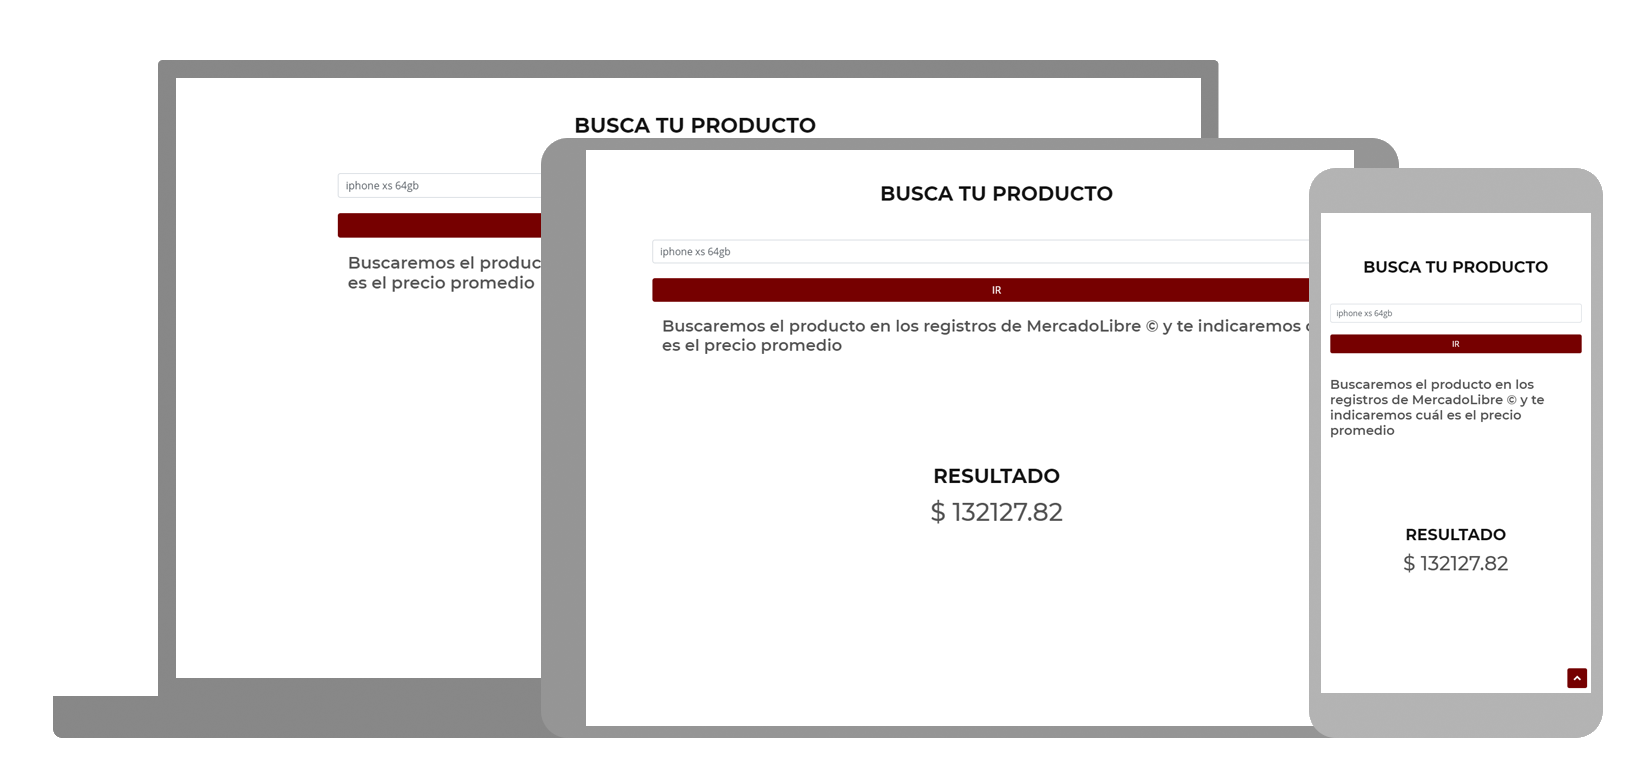 BUSCA TU PRODUCTO
iphone xs 64gb
Buscaremos el
es el precio promedio
BUSCA TU PRODUCTO
iphone xs 64gb
IR
Buscaremos el producto en los registros de MercadoLibre © y te indicaremos
es el precio promedio
RESULTADO
$ 132127.82
BUSCA TU PRODUCTO
iphone xs 64gb
IR
Buscaremos el producto en los
registros de MercadoLibre © y te
indicaremos cuál es el precio
promedio
RESULTADO
$ 132127.82